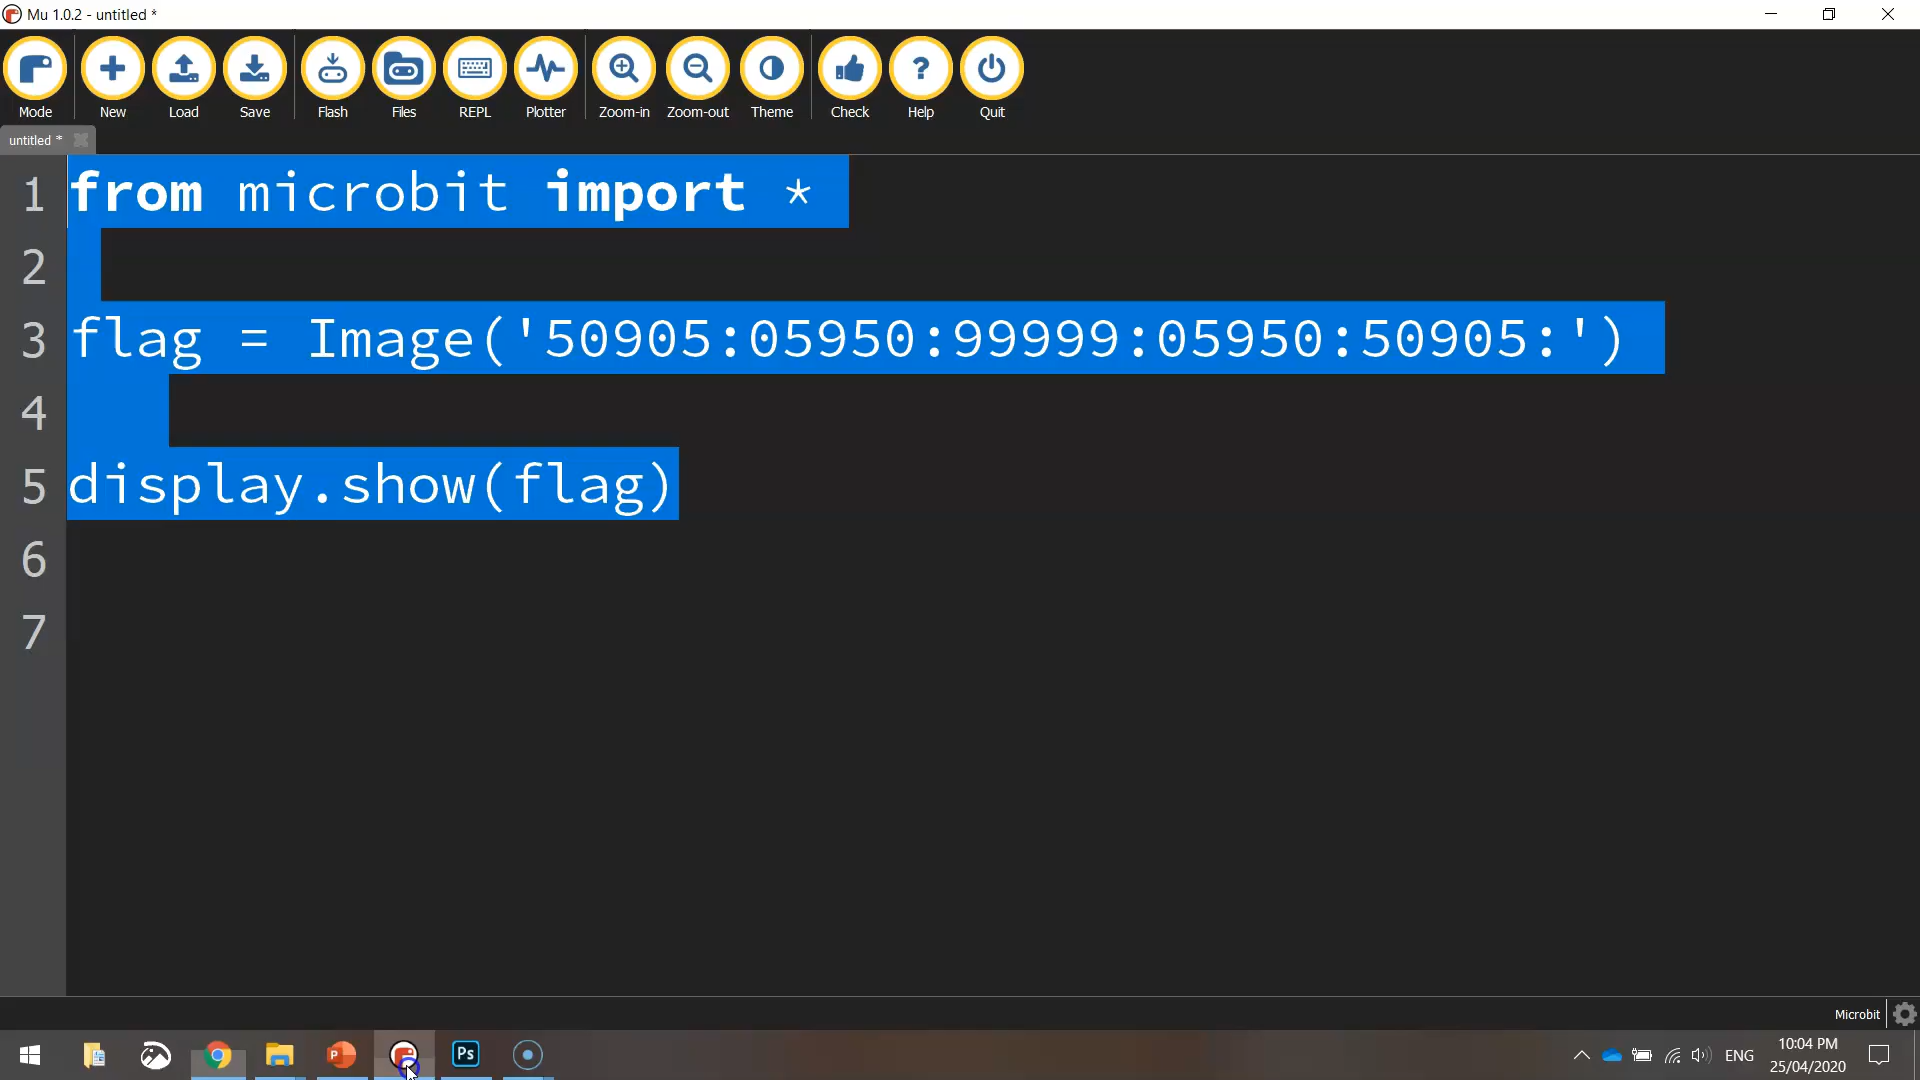 Mu 1.0.2 - untitled *
Mode New Load Save Flash Files REPL Plotter Zoom-in Zoom-out Theme Check Help Quit
untitled *
1 from microbit import *
2
3 flag = Image('50905:05950:99999:05950:50905:')
4
5 display.show(flag)
6
7
Microbit
P Ps ENG 10:04 PM
25/04/2020